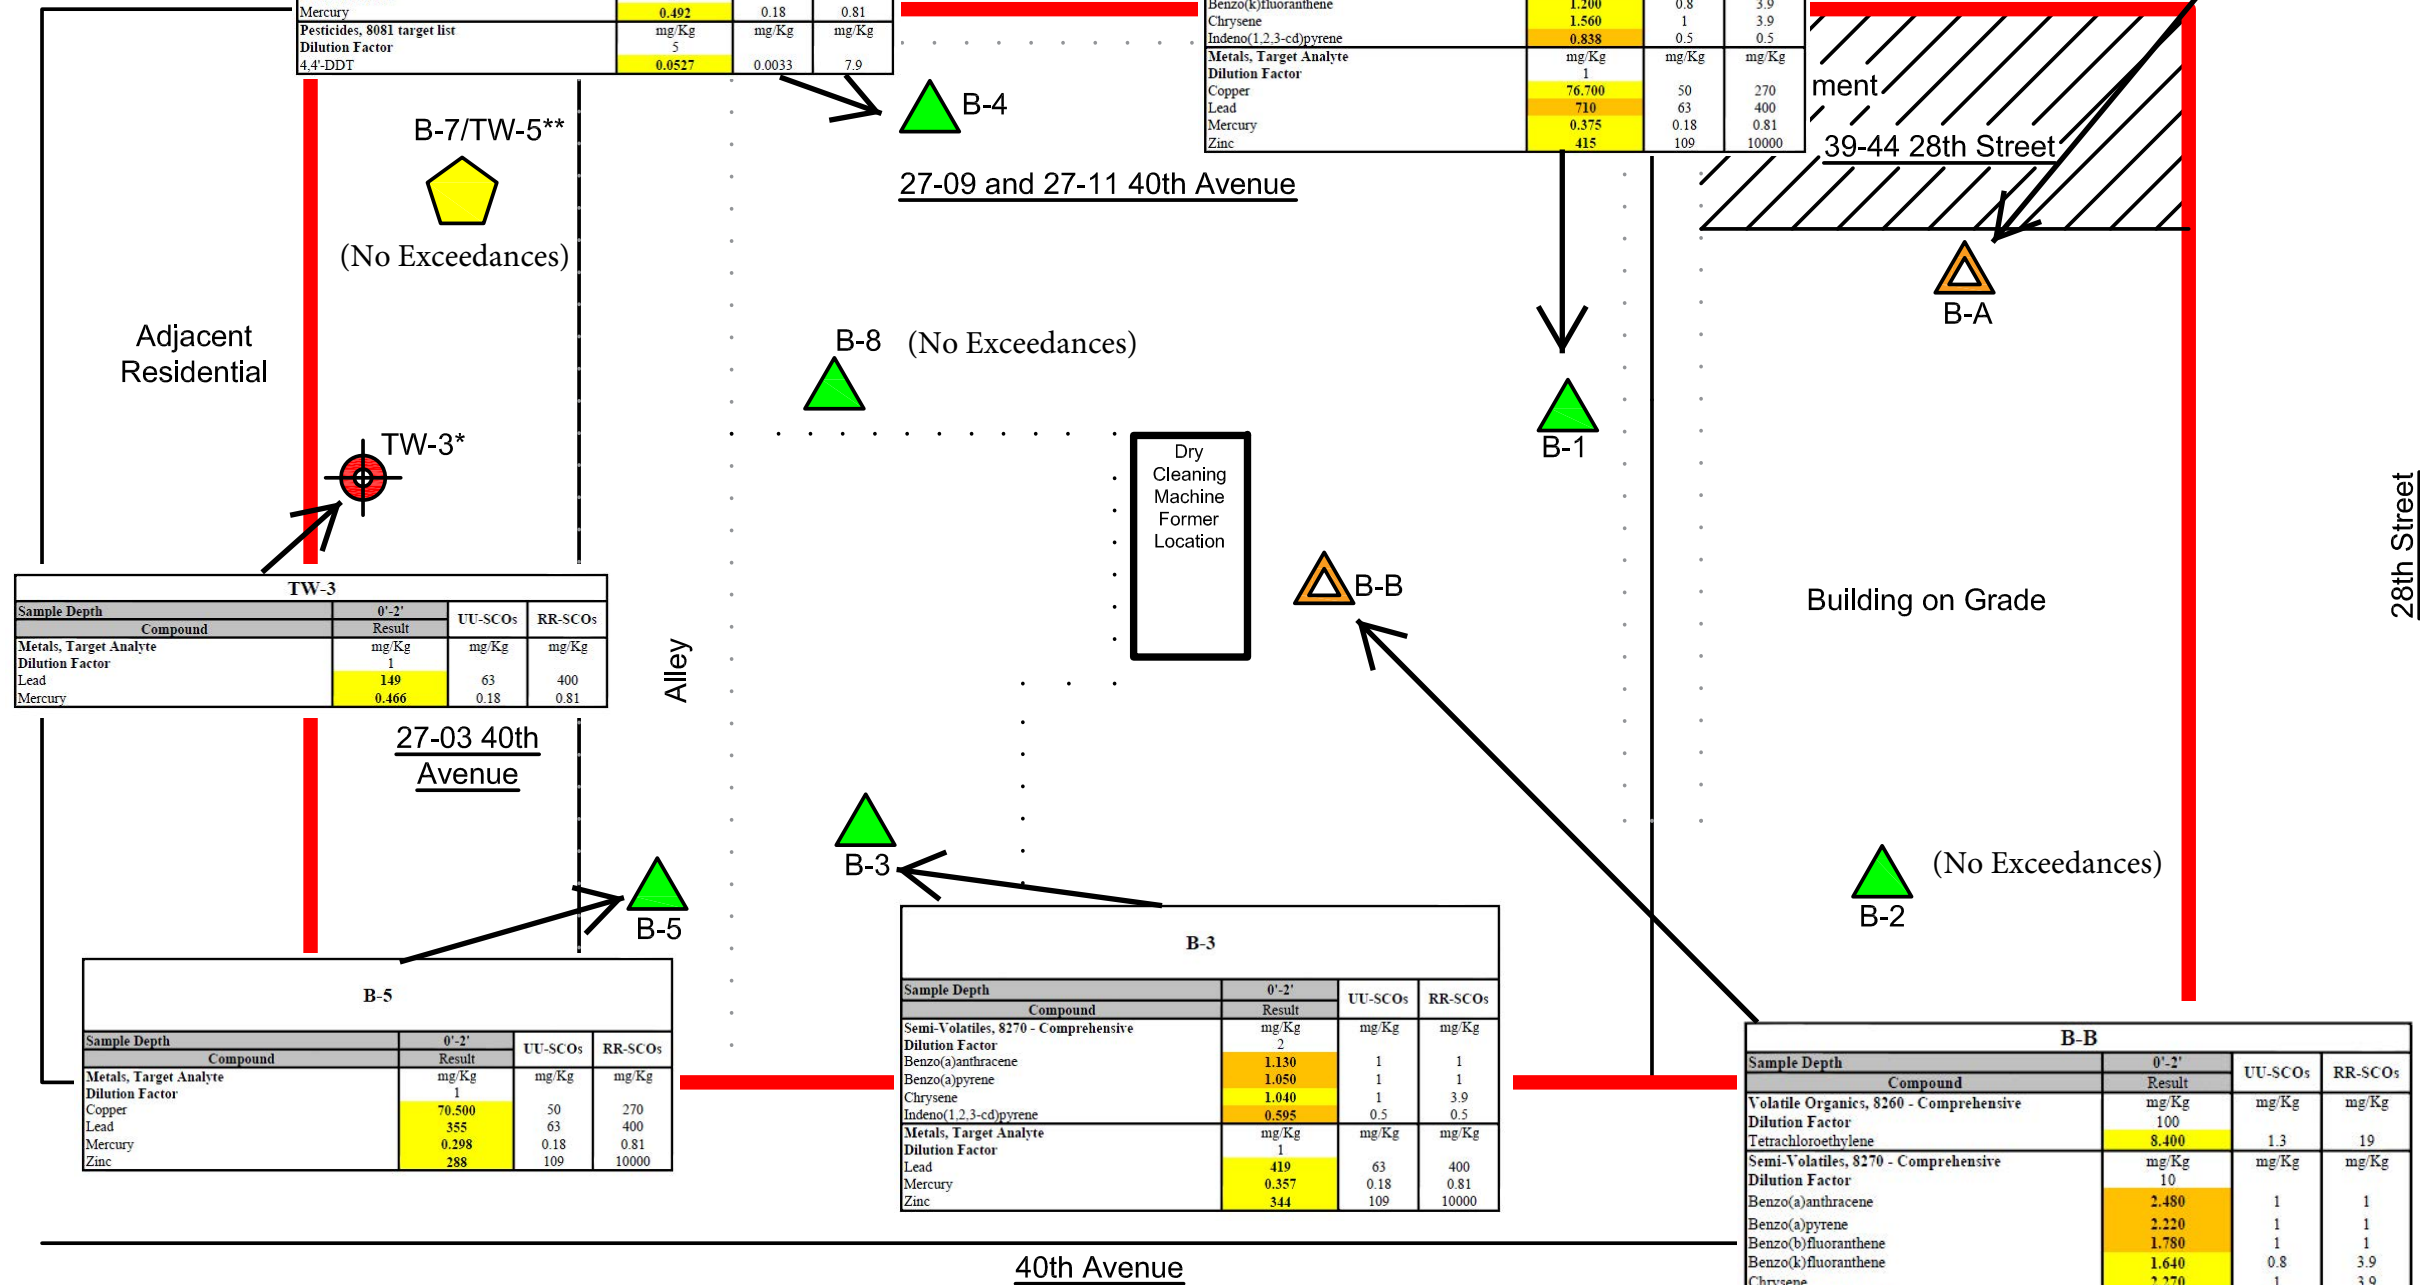 Mercury 0.492 0.18 0.81
Pesticides, 8081 target list mg/Kg mg/Kg mg/Kg
Dilution Factor 5
4,4'-DDT 0.0527 0.0033 7.9
Benzo(k)fluoranthene 1.200 0.8 3.9
Chrysene 1.560 1 3.9
Indeno(1,2,3-cd)pyrene 0.838 0.5 0.5
Metals, Target Analyte mg/Kg mg/Kg mg/Kg
Dilution Factor 1
Copper 76.700 50 270
Lead 710 63 400
Mercury 0.375 0.18 0.81
Zinc 415 109 10000
ment
39-44 28th Street
B-4
B-7/TW-5**
(No Exceedances)
27-09 and 27-11 40th Avenue
B-A
Adjacent
Residential
B-8 (No Exceedances)
TW-3*
B-1
Dry
Cleaning
Machine
Former
Location
B-B
Building on Grade
28th Street
TW-3
Sample Depth 0'-2' UU-SCOs RR-SCOs
Compound Result
Metals, Target Analyte mg/Kg mg/Kg mg/Kg
Dilution Factor 1
Lead 149 63 400
Mercury 0.466 0.18 0.81
Alley
27-03 40th
Avenue
B-3
B-5
(No Exceedances)
B-2
B-5
Sample Depth 0'-2' UU-SCOs RR-SCOs
Compound Result
Metals, Target Analyte mg/Kg mg/Kg mg/Kg
Dilution Factor 1
Copper 70.500 50 270
Lead 355 63 400
Mercury 0.298 0.18 0.81
Zinc 288 109 10000
B-3
Sample Depth 0'-2' UU-SCOs RR-SCOs
Compound Result
Semi-Volatiles, 8270 - Comprehensive mg/Kg mg/Kg mg/Kg
Dilution Factor 2
Benzo(a)anthracene 1.130 1 1
Benzo(a)pyrene 1.050 1 1
Chrysene 1.040 1 3.9
Indeno(1,2,3-cd)pyrene 0.595 0.5 0.5
Metals, Target Analyte mg/Kg mg/Kg mg/Kg
Dilution Factor 1
Lead 419 63 400
Mercury 0.357 0.18 0.81
Zinc 344 109 10000
B-B
Sample Depth 0'-2' UU-SCOs RR-SCOs
Compound Result
Volatile Organics, 8260 - Comprehensive mg/Kg mg/Kg mg/Kg
Dilution Factor 100
Tetrachloroethylene 8.400 1.3 19
Semi-Volatiles, 8270 - Comprehensive mg/Kg mg/Kg mg/Kg
Dilution Factor 10
Benzo(a)anthracene 2.480 1 1
Benzo(a)pyrene 2.220 1 1
Benzo(b)fluoranthene 1.780 1 1
Benzo(k)fluoranthene 1.640 0.8 3.9
Chrysene 2.270 1 3.9
40th Avenue